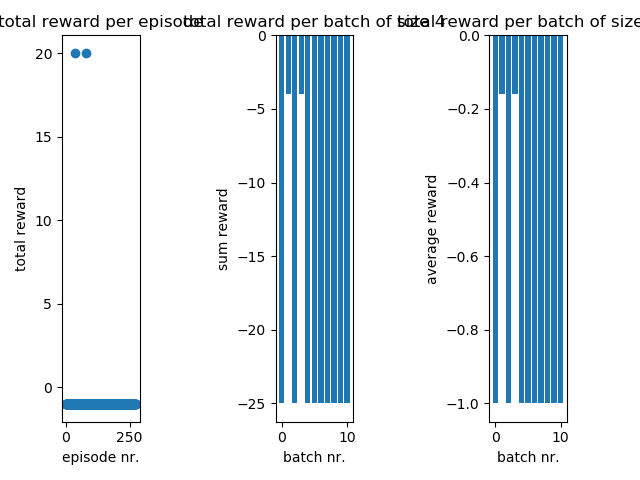 total reward per episode
total reward per batch of size 4
total reward per batch of size
20
15
10
5
0
total reward
0 250
episode nr.
0
−5
−10
−15
−20
−25
sum reward
0 10
batch nr.
0.0
−0.2
−0.4
−0.6
−0.8
−1.0
average reward
0 10
batch nr.